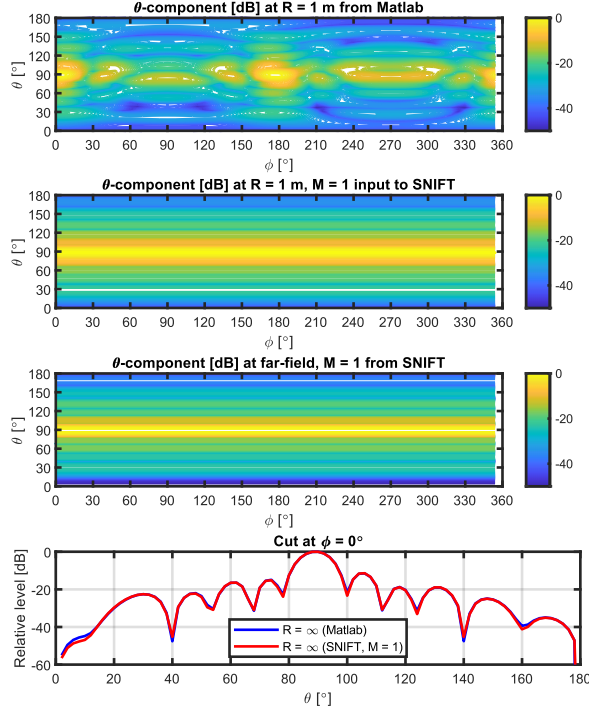 θ-component [dB] at R = 1 m from Matlab
180
150
120
90
60
30
0
θ [°]
0 30 60 90 120 150 180 210 240 270 300 330 360
ϕ [°]
0
-20
-40
θ-component [dB] at R = 1 m, M = 1 input to SNIFT
180
150
120
90
60
30
0
θ [°]
0 30 60 90 120 150 180 210 240 270 300 330 360
ϕ [°]
0
-20
-40
θ-component [dB] at far-field, M = 1 from SNIFT
180
150
120
90
60
30
0
θ [°]
0 30 60 90 120 150 180 210 240 270 300 330 360
ϕ [°]
0
-20
-40
Cut at ϕ = 0°
Relative level [dB]
0
-20
-40
-60
R = ∞ (Matlab)
R = ∞ (SNIFT, M = 1)
0 20 40 60 80 100 120 140 160 180
θ [°]